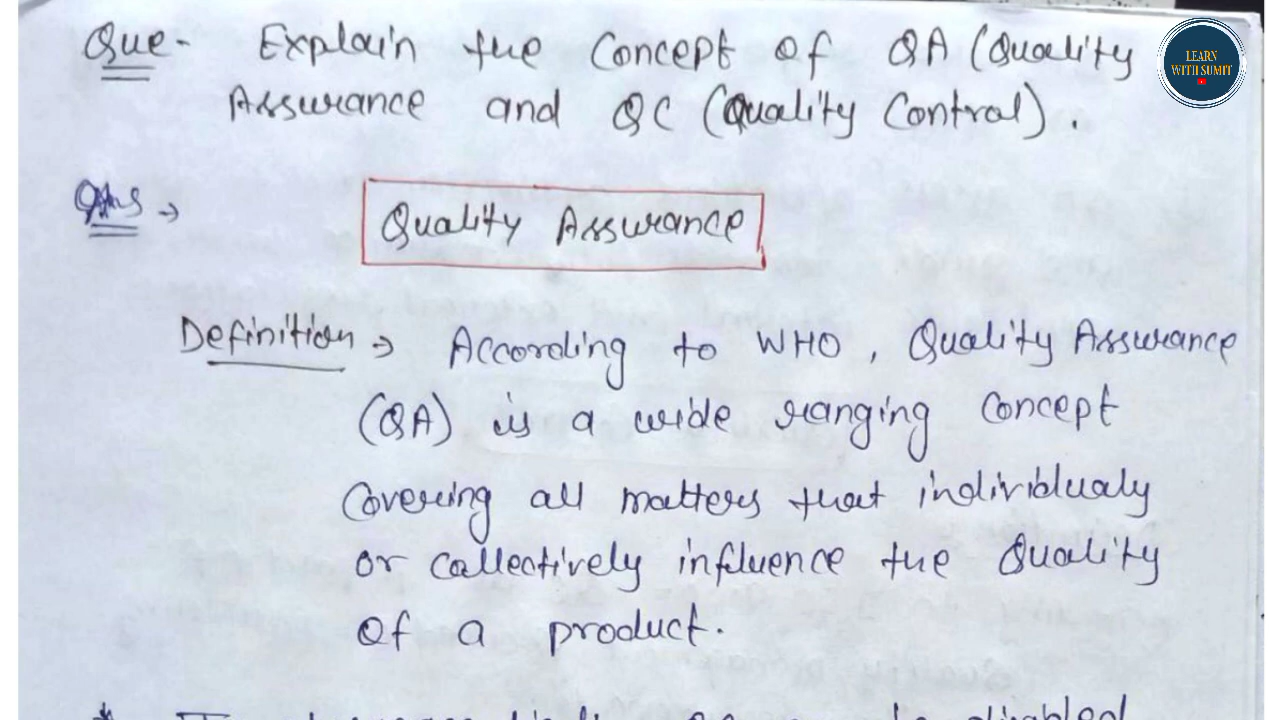 Que - Explain the Concept Of QA (Quality
Assurance and QC (Quality Control).
LEARN
WITH SUMIT
Ans →
Quality Assurance
Definition → According to WHO, Quality Assurance
(QA) is a wide ranging concept
Covering all matters that individualy
or collectively influence the Quality
Of a product.